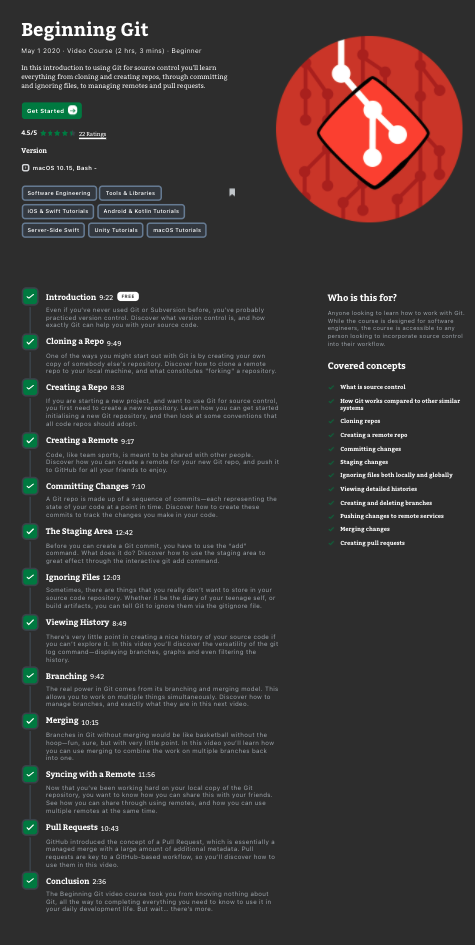 Beginning Git
May 1 2020 · Video Course (2 hrs, 3 mins) · Beginner
In this introduction to using Git for source control you'll learn
everything from cloning and creating repos, through committing
and ignoring files, to managing remotes and pull requests.
Get Started
4.5/5 22 Ratings
Version
macOS 10.15, Bash -
Software Engineering Tools & Libraries
iOS & Swift Tutorials Android & Kotlin Tutorials
Server-Side Swift Unity Tutorials macOS Tutorials
Introduction 9:22 FREE
Even if you've never used Git or Subversion before, you've probably
practiced version control. Discover what version control is, and how
exactly Git can help you with your source code.
Cloning a Repo 9:49
One of the ways you might start out with Git is by creating your own
copy of somebody else's repository. Discover how to clone a remote
repo to your local machine, and what constitutes "forking" a repository.
Creating a Repo 8:38
If you are starting a new project, and want to use Git for source control,
you first need to create a new repository. Learn how you can get started
initialising a new Git repository, and then look at some conventions that
all code repos should adopt.
Creating a Remote 9:17
Code, like team sports, is meant to be shared with other people.
Discover how you can create a remote for your new Git repo, and push it
to GitHub for all your friends to enjoy.
Committing Changes 7:10
A Git repo is made up of a sequence of commits—each representing the
state of your code at a point in time. Discover how to create these
commits to track the changes you make in your code.
The Staging Area 12:42
Before you can create a Git commit, you have to use the "add"
command. What does it do? Discover how to use the staging area to
great effect through the interactive git add command.
Ignoring Files 12:03
Sometimes, there are things that you really don't want to store in your
source code repository. Whether it be the diary of your teenage self, or
build artifacts, you can tell Git to ignore them via the gitignore file.
Viewing History 8:49
There's very little point in creating a nice history of your source code if
you can't explore it. In this video you'll discover the versatility of the git
log command—displaying branches, graphs and even filtering the
history.
Branching 9:42
The real power in Git comes from its branching and merging model. This
allows you to work on multiple things simultaneously. Discover how to
manage branches, and exactly what they are in this next video.
Merging 10:15
Branches in Git without merging would be like basketball without the
hoop—fun, sure, but with very little point. In this video you'll learn how
you can use merging to combine the work on multiple branches back
into one.
Syncing with a Remote 11:56
Now that you've been working hard on your local copy of the Git
repository, you want to know how you can share this with your friends.
See how you can share through using remotes, and how you can use
multiple remotes at the same time.
Pull Requests 10:43
GitHub introduced the concept of a Pull Request, which is essentially a
managed merge with a large amount of additional metadata. Pull
requests are key to a GitHub-based workflow, so you'll discover how to
use them in this video.
Conclusion 2:36
The Beginning Git video course took you from knowing nothing about
Git, all the way to completing everything you need to know to use it in
your daily development life. But wait... there's more.
Who is this for?
Anyone looking to learn how to work with Git.
While the course is designed for software
engineers, the course is accessible to any
person looking to incorporate source control
into their workflow.
Covered concepts
What is source control
How Git works compared to other similar
systems
Cloning repos
Creating a remote repo
Committing changes
Staging changes
Ignoring files both locally and globally
Viewing detailed histories
Creating and deleting branches
Pushing changes to remote services
Merging changes
Creating pull requests